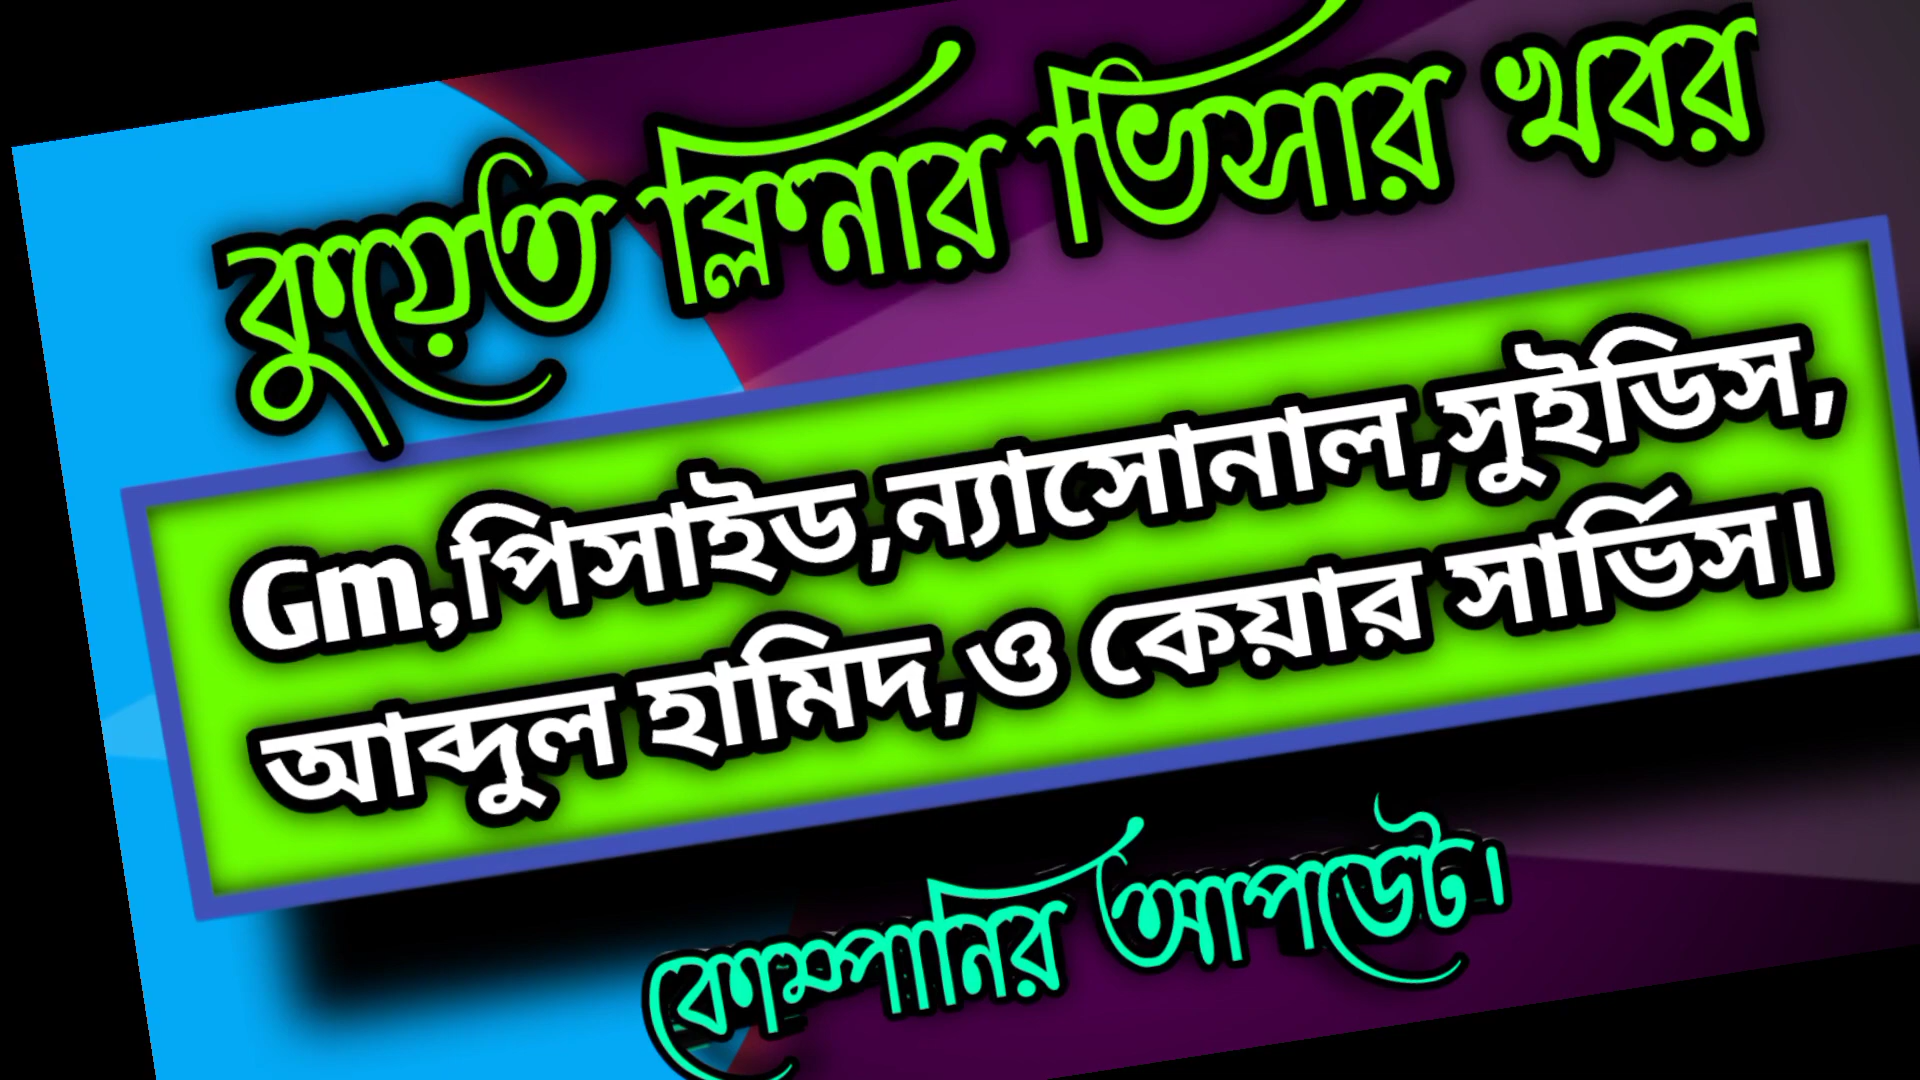 কুয়েত ক্লিনার ভিসার খবর
Gm,পিসাইড,ন্যাসোনাল,সুইডিস,
আব্দুল হামিদ,ও কেয়ার সার্ভিস।
কোম্পানির আপডেট।